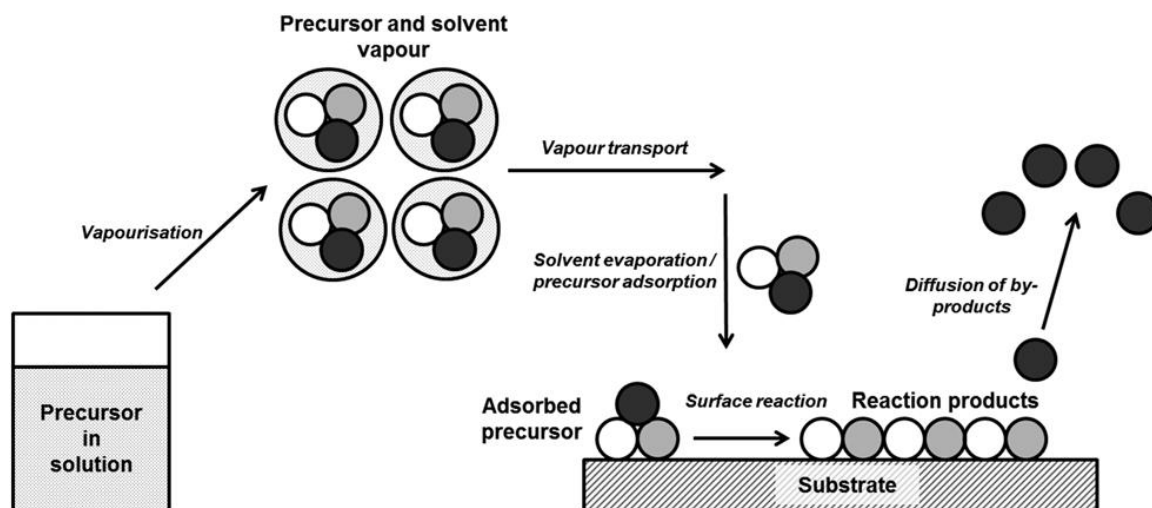 Precursor and solvent
vapour
Vapourisation
Vapour transport
Solvent evaporation/
precursor adsorption
Diffusion of by-
products
Precursor
in
solution
Adsorbed
precursor
Surface reaction
Reaction products
Substrate